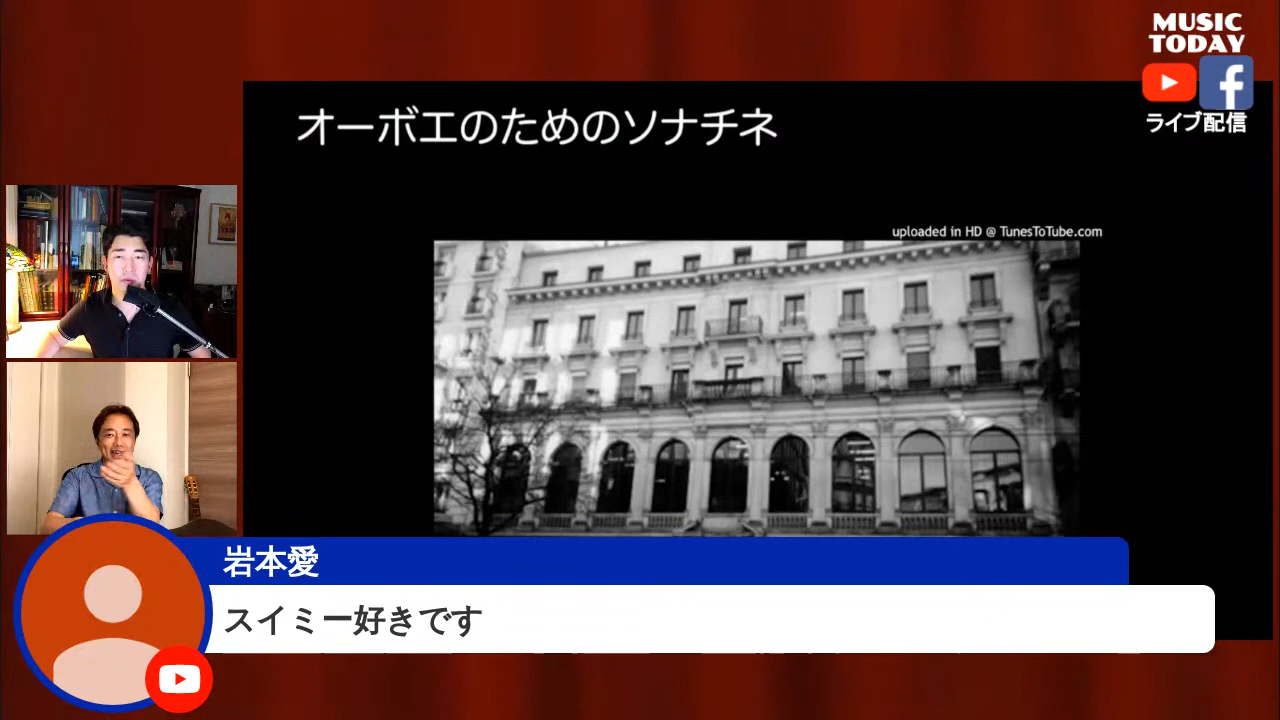 MUSIC
TODAY
ライブ配信
オーボエのためのソナチネ
uploaded in HD @ TunesToTube.com
岩本愛
スイミー好きです